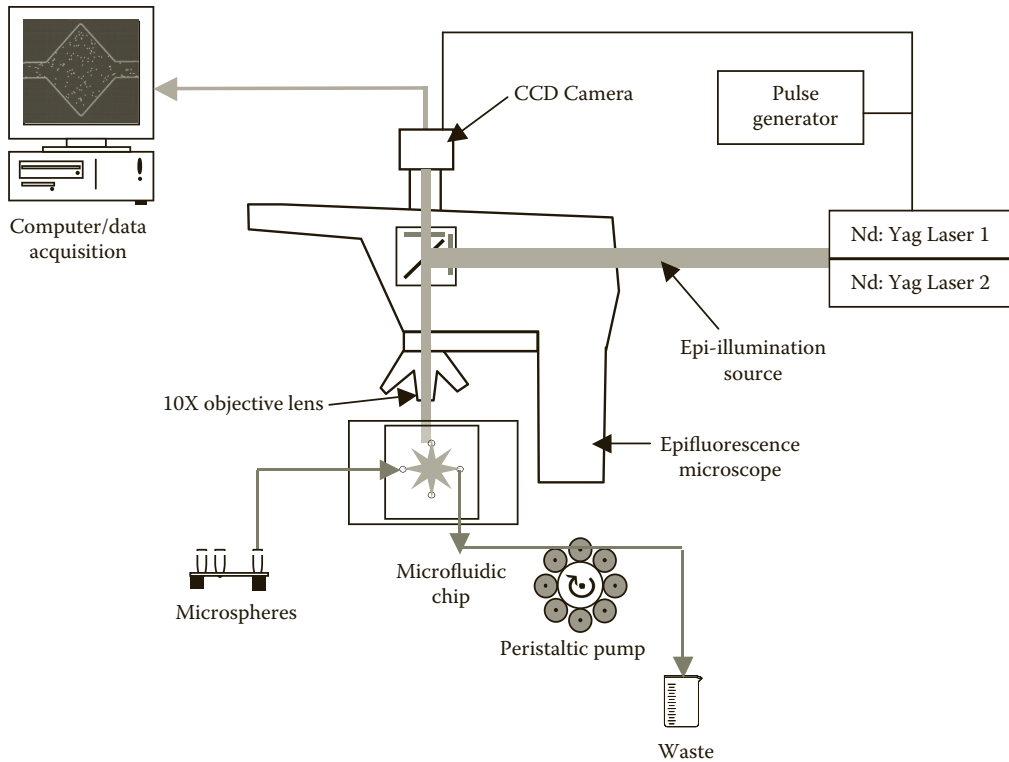 CCD Camera
Pulse
generator
Computer/data
acquisition
Nd: Yag Laser 1
Nd: Yag Laser 2
Epi-illumination
source
10X objective lens
Epifluorescence
microscope
Microfluidic
chip
Microspheres
Peristaltic pump
Waste